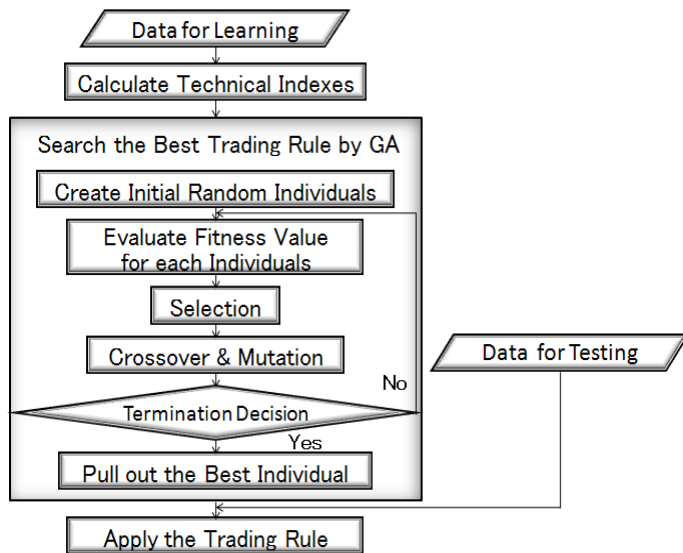 Data for Learning
Calculate Technical Indexes
Search the Best Trading Rule by GA
Create Initial Random Individuals
Evaluate Fitness Value
for each Individuals
Selection
Crossover & Mutation
Data for Testing
No
Termination Decision
Yes
Pull out the Best Individual
Apply the Trading Rule